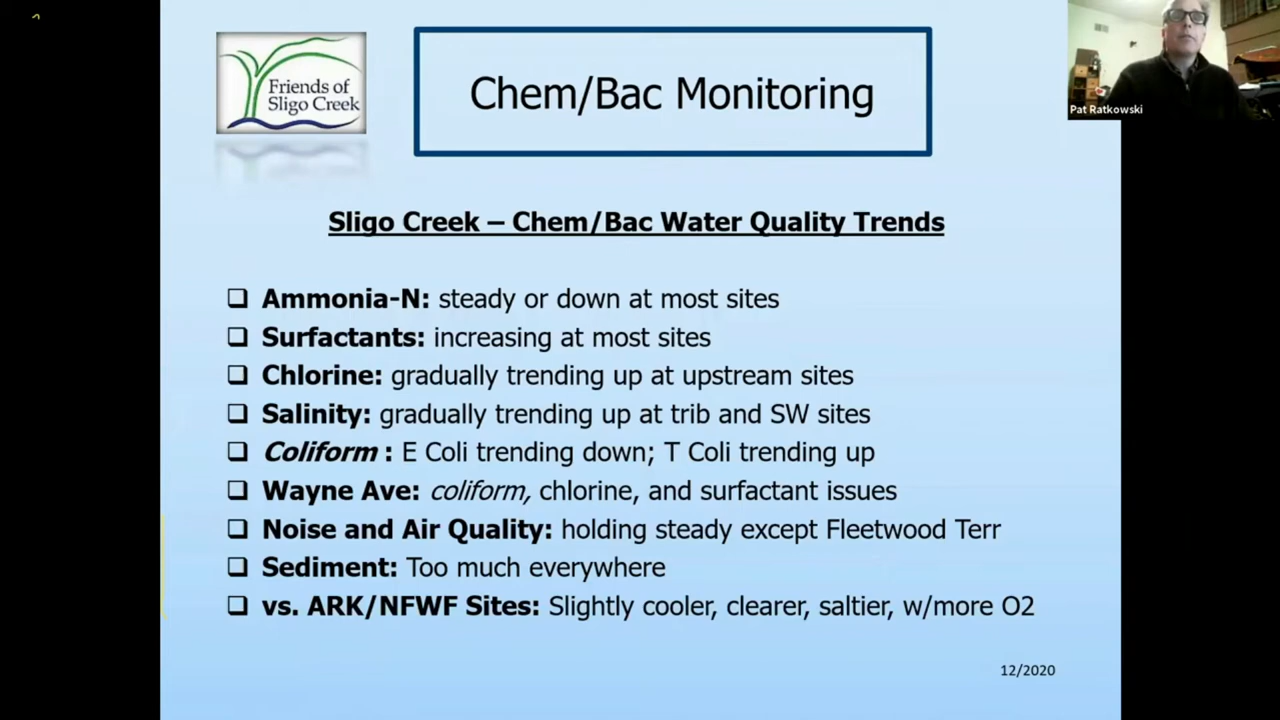 Friends of
Sligo Creek
Chem/Bac Monitoring
Pat Ratkowski
Sligo Creek – Chem/Bac Water Quality Trends
❑ Ammonia-N: steady or down at most sites
❑ Surfactants: increasing at most sites
❑ Chlorine: gradually trending up at upstream sites
❑ Salinity: gradually trending up at trib and SW sites
❑ Coliform : E Coli trending down; T Coli trending up
❑ Wayne Ave: coliform, chlorine, and surfactant issues
❑ Noise and Air Quality: holding steady except Fleetwood Terr
❑ Sediment: Too much everywhere
❑ vs. ARK/NFWF Sites: Slightly cooler, clearer, saltier, w/more O2
12/2020